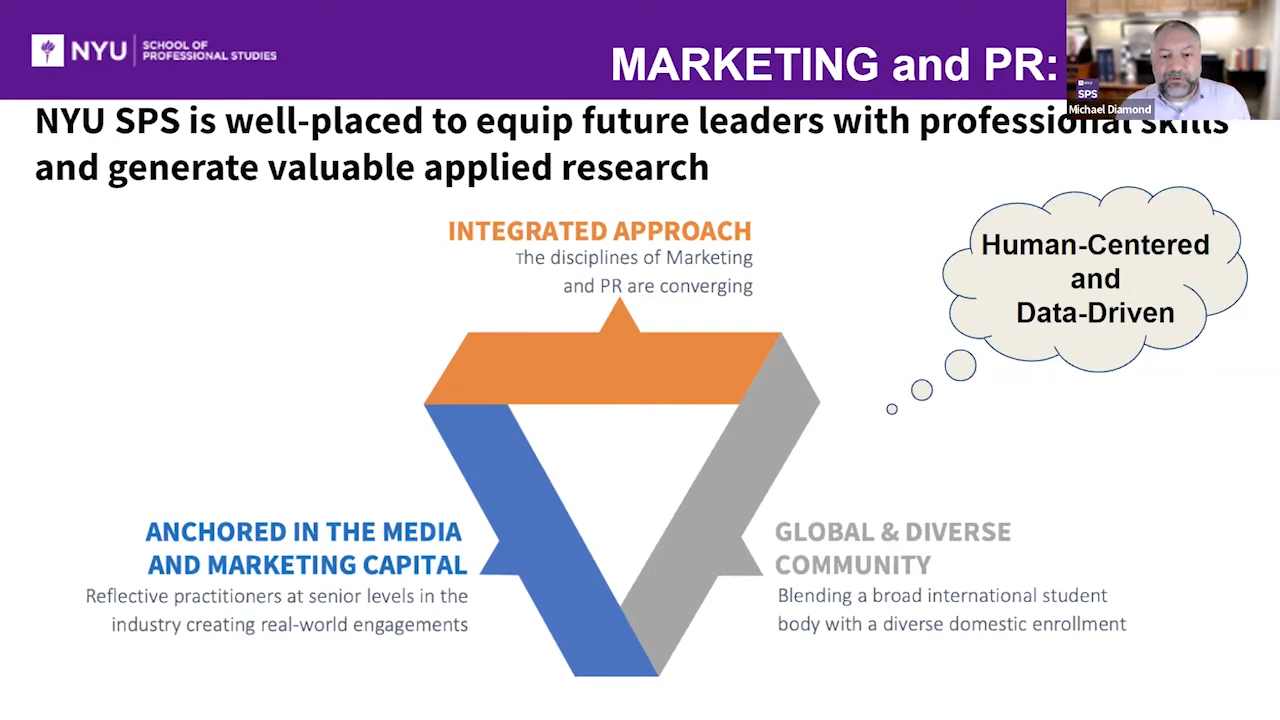 NYU
SCHOOL OF
PROFESSIONAL STUDIES
MARKETING and PR:
SPS
Michael Diamond
NYU SPS is well-placed to equip future leaders with professional skills
and generate valuable applied research
INTEGRATED APPROACH
The disciplines of Marketing
and PR are converging
Human-Centered
and
Data-Driven
ANCHORED IN THE MEDIA
AND MARKETING CAPITAL
Reflective practitioners at senior levels in the
industry creating real-world engagements
GLOBAL & DIVERSE
COMMUNITY
Blending a broad international student
body with a diverse domestic enrollment